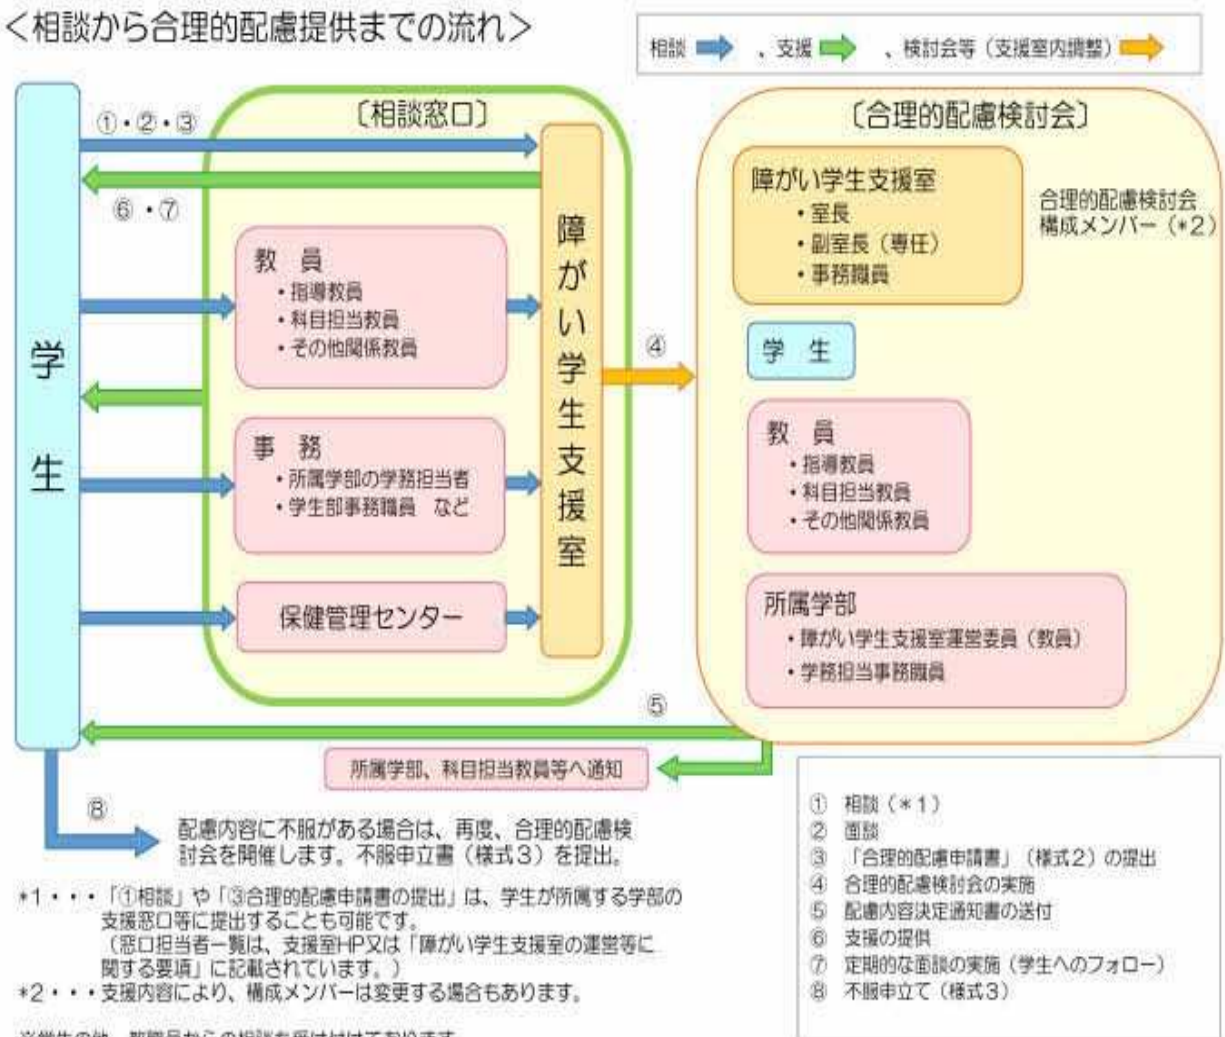 ＜相談から合理的配慮提供までの流れ＞
相談 、支援 、検討会等（支援室内調整）
学生
①・②・③
⑥・⑦
〔相談窓口〕
教 員
・指導教員
・科目担当教員
・その他関係教員
事 務
・所属学部の学務担当者
・学生部事務職員 など
保健管理センター
障がい学生支援室
④
〔合理的配慮検討会〕
障がい学生支援室
・室長
・副室長（専任）
・事務職員
合理的配慮検討会
構成メンバー（*2）
学 生
教 員
・指導教員
・科目担当教員
・その他関係教員
所属学部
・障がい学生支援室運営委員（教員）
・学務担当事務職員
⑤
所属学部、科目担当教員等へ通知
⑧
配慮内容に不服がある場合は、再度、合理的配慮検
討会を開催します。不服申立書（様式3）を提出。
*1・・・「①相談」や「③合理的配慮申請書の提出」は、学生が所属する学部の
支援窓口等に提出することも可能です。
（窓口担当者一覧は、支援室HP又は「障がい学生支援室の運営等に
関する要項」に記載されています。）
*2・・・支援内容により、構成メンバーは変更する場合もあります。
※学生の他、教職員からの相談も受け付けております。
① 相談（*1）
② 面談
③ 「合理的配慮申請書」（様式2）の提出
④ 合理的配慮検討会の実施
⑤ 配慮内容決定通知書の送付
⑥ 支援の提供
⑦ 定期的な面談の実施（学生へのフォロー）
⑧ 不服申立て（様式3）